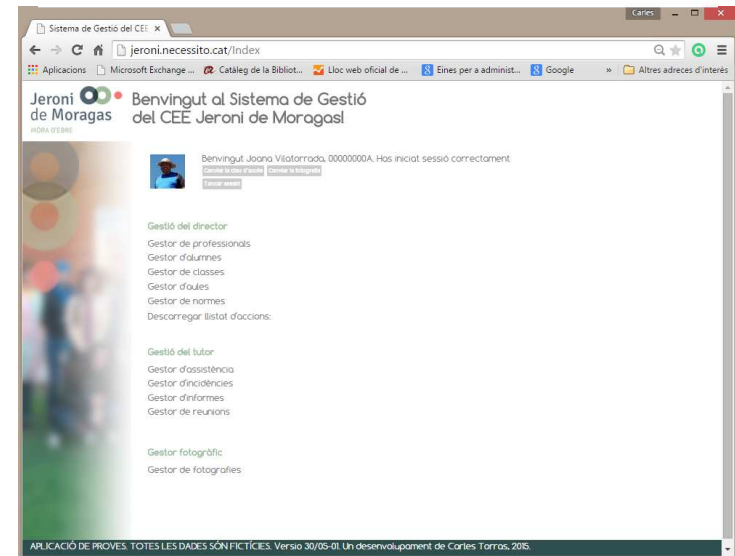 Carles
Sistema de Gestió del CEE
jeroni.necessito.cat/Index
Aplicacions
Microsoft Exchange ...
Catàleg de la Bibliot...
Lloc web oficial de ...
Eines per a administ...
Google
»
Altres adreces d'interès
Jeroni
de Moragas
MÓRA D'EBRE
Benvingut al Sistema de Gestió
del CEE Jeroni de Moragas!
Benvingut Joana Vilatorrada, 00000000A. Has iniciat sessió correctament
Canviar la clau d'accés
Canviar la fotografia
Tancar sessió
Gestió del director
Gestor de professionals
Gestor d'alumnes
Gestor de classes
Gestor d'aules
Gestor de normes
Descarregar llistat d'accions:
Gestió del tutor
Gestor d'assistència
Gestor d'incidències
Gestor d'informes
Gestor de reunions
Gestor fotogràfic
Gestor de fotografies
APLICACIÓ DE PROVES. TOTES LES DADES SÓN FICTÍCIES. Versio 30/05-01. Un desenvolupament de Carles Torras, 2015.